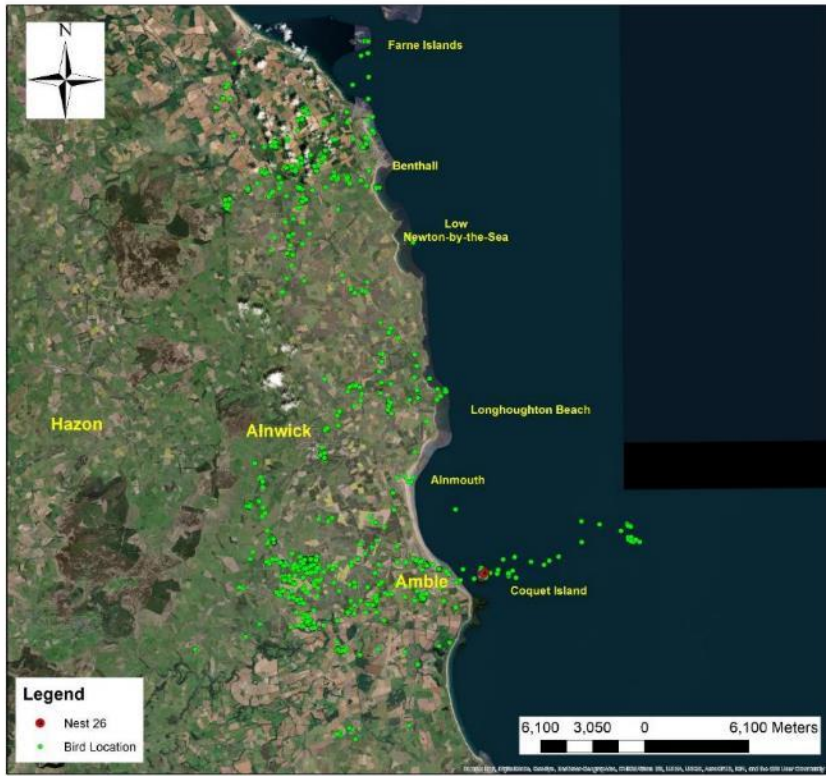 N
Farne Islands
Benthall
Low
Newton-by-the-Sea
Longhoughton Beach
Hazon
Alnwick
Alnmouth
Amble
Coquet Island
Legend
Nest 26
Bird Location
6,100 3,050 0 6,100 Meters